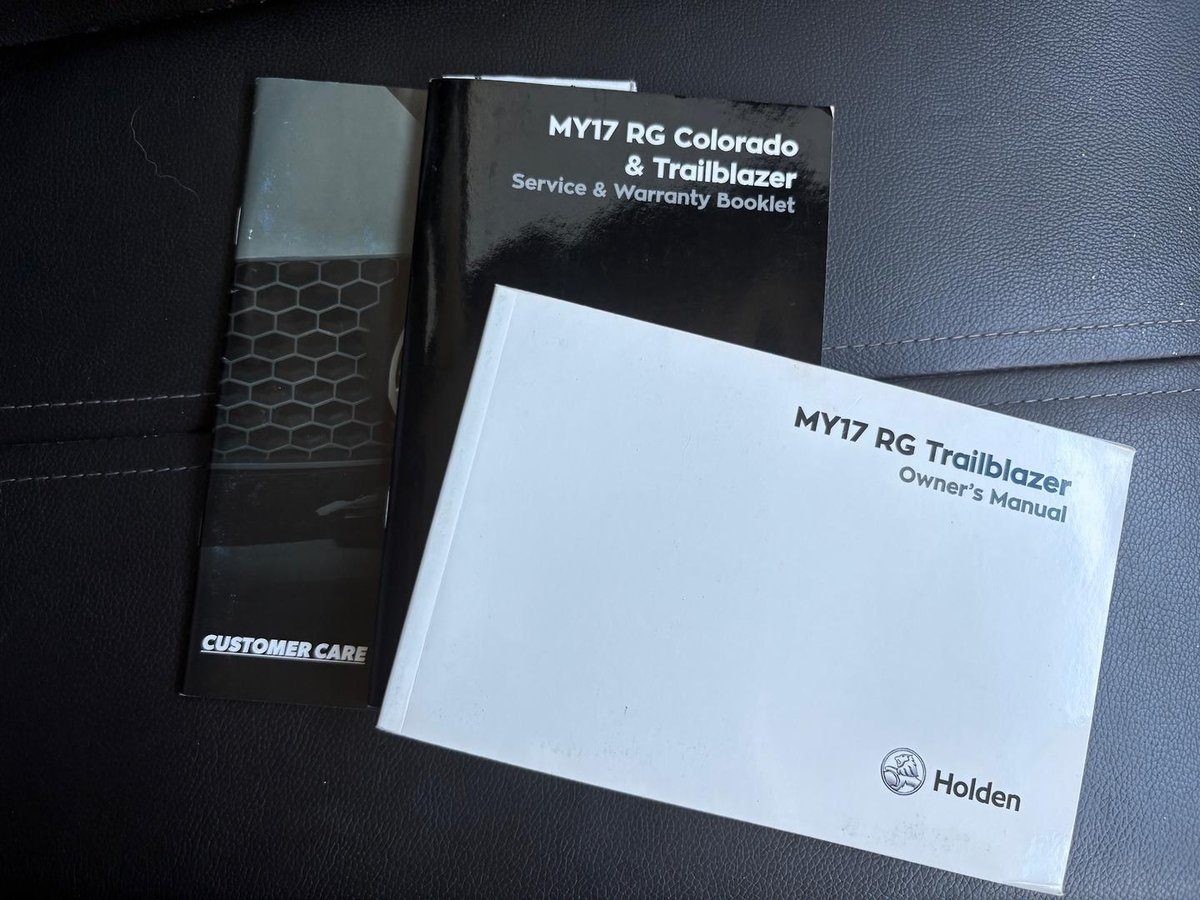 MY17 RG Colorado
& Trailblazer
Service & Warranty Booklet
MY17 RG Trailblazer
Owner's Manual
CUSTOMER CARE
Holden